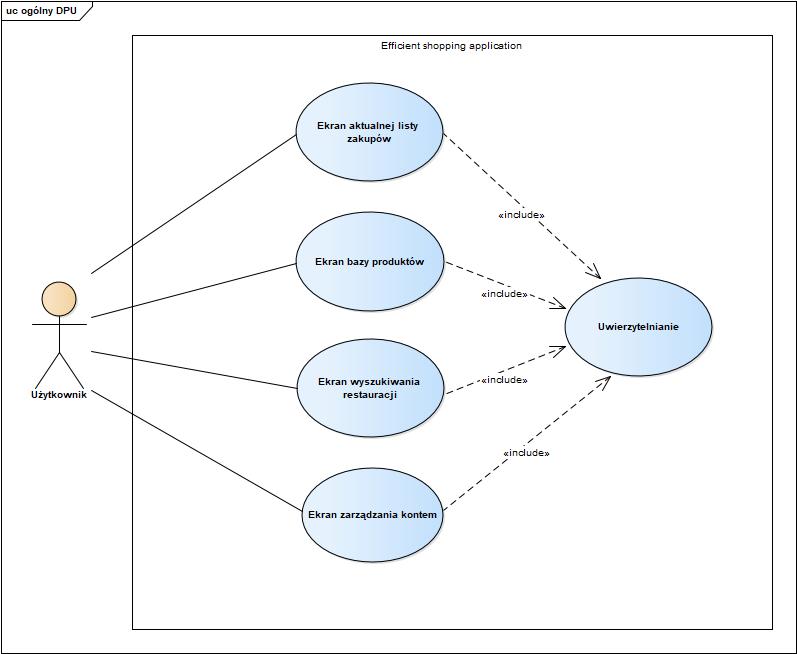 uc ogólny DPU
Efficient shopping application
Ekran aktualnej listy
zakupów
«include»
Ekran bazy produktów
«include»
Uwierzytelnianie
Użytkownik
Ekran wyszukiwania
restauracji
«include»
«include»
Ekran zarządzania kontem